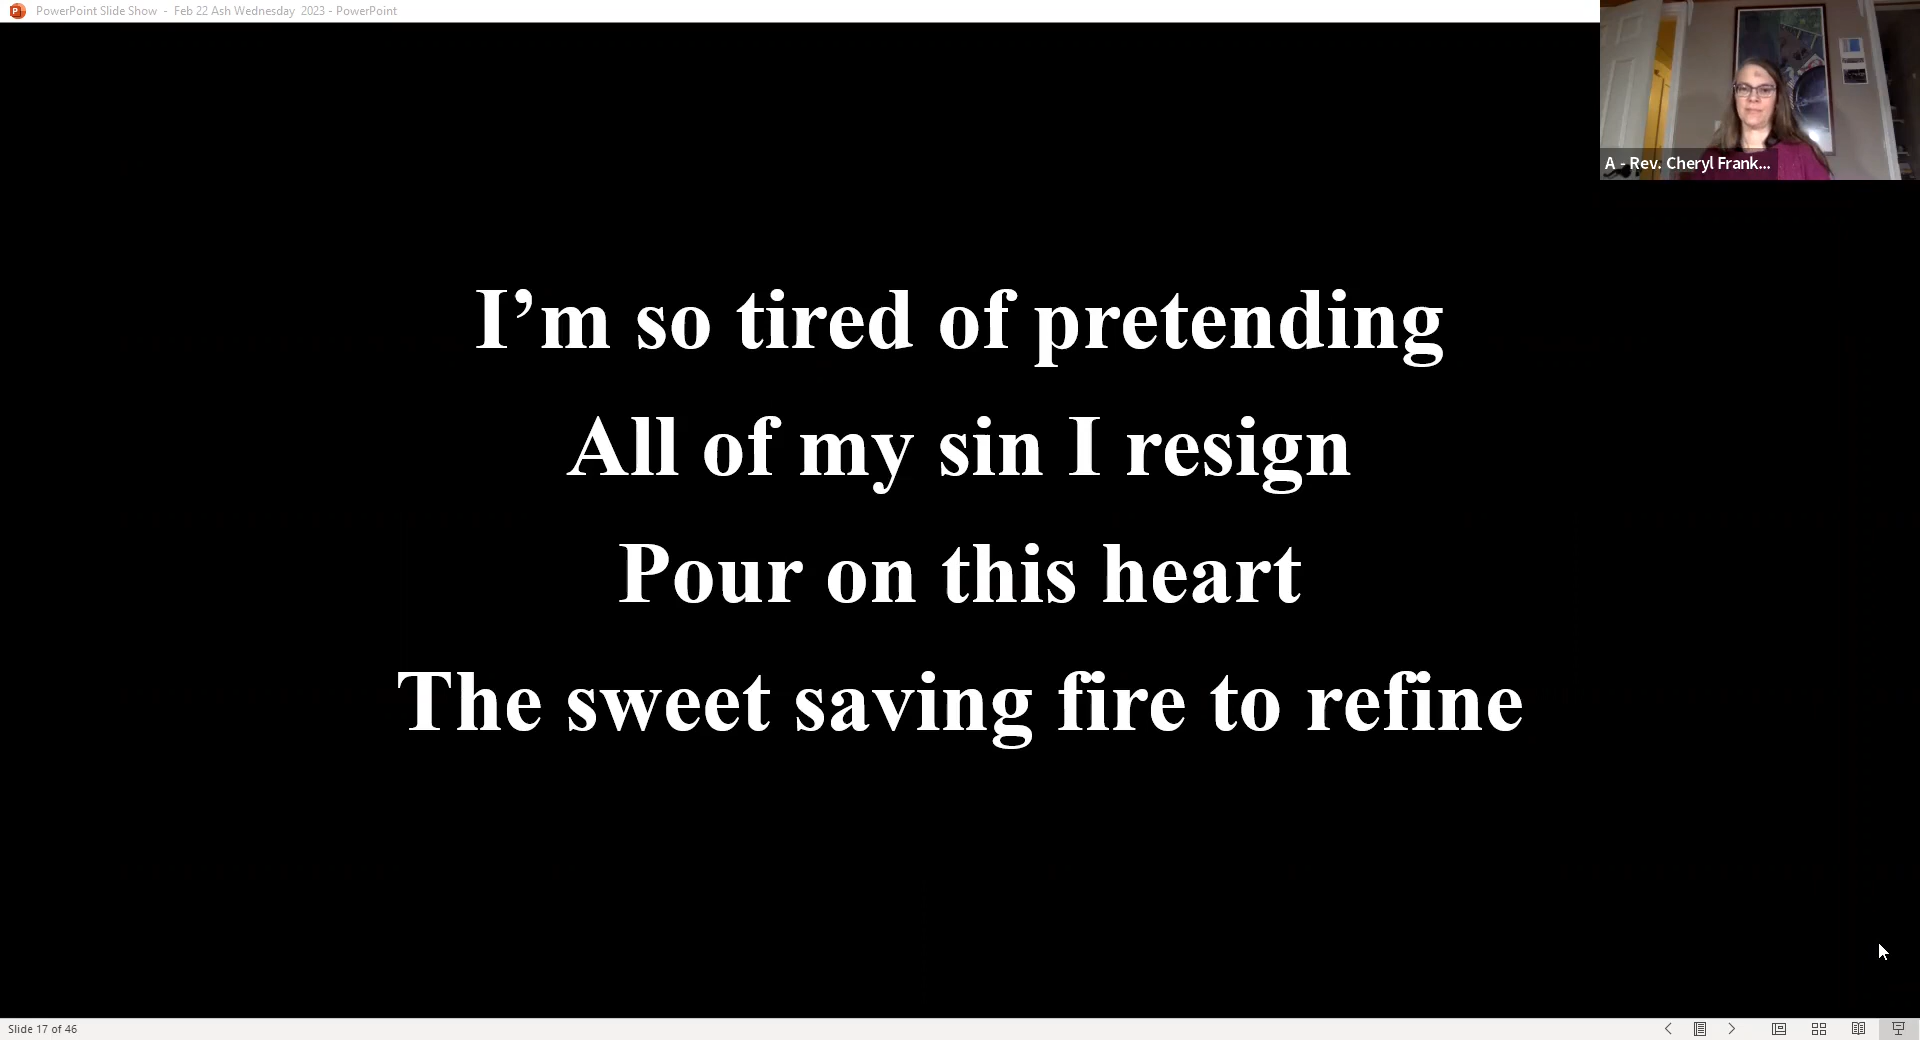 PowerPoint Slide Show - Feb 22 Ash Wednesday 2023 - PowerPoint
A - Rev. Cheryl Frank...
I’m so tired of pretending
All of my sin I resign
Pour on this heart
The sweet saving fire to refine
Slide 17 of 46